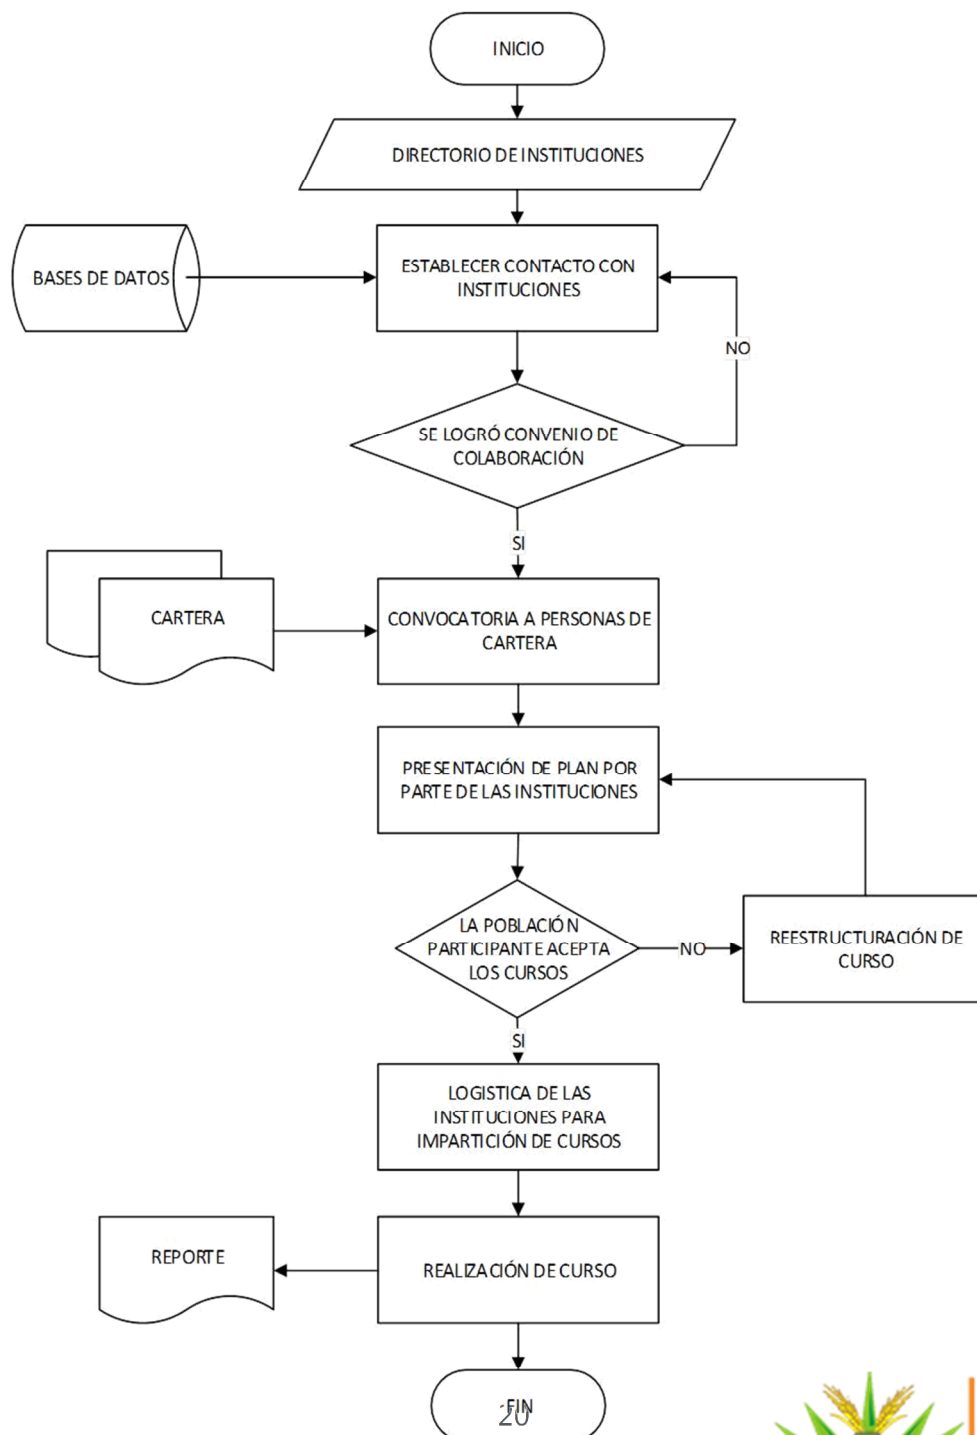 INICIO
DIRECTORIO DE INSTITUCIONES
BASES DE DATOS
ESTABLECER CONTACTO CON
INSTITUCIONES
NO
SE LOGRÓ CONVENIO DE
COLABORACIÓN
SI
CARTERA
CONVOCATORIA A PERSONAS DE
CARTERA
PRESENTACIÓN DE PLAN POR
PARTE DE LAS INSTITUCIONES
LA POBLACIÓN
PARTICIPANTE ACEPTA
LOS CURSOS
NO
REESTRUCTURACIÓN DE
CURSO
SI
LOGISTICA DE LAS
INSTITUCIONES PARA
IMPARTICIÓN DE CURSOS
REPORTE
REALIZACIÓN DE CURSO
FIN
20